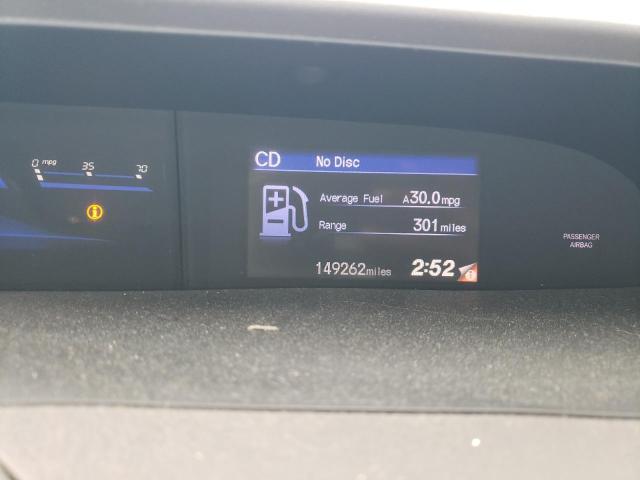 0 mpg 35 70
CD No Disc
Average Fuel A30.0mpg
Range 301 miles
149262miles 2:52
PASSENGER
AIRBAG